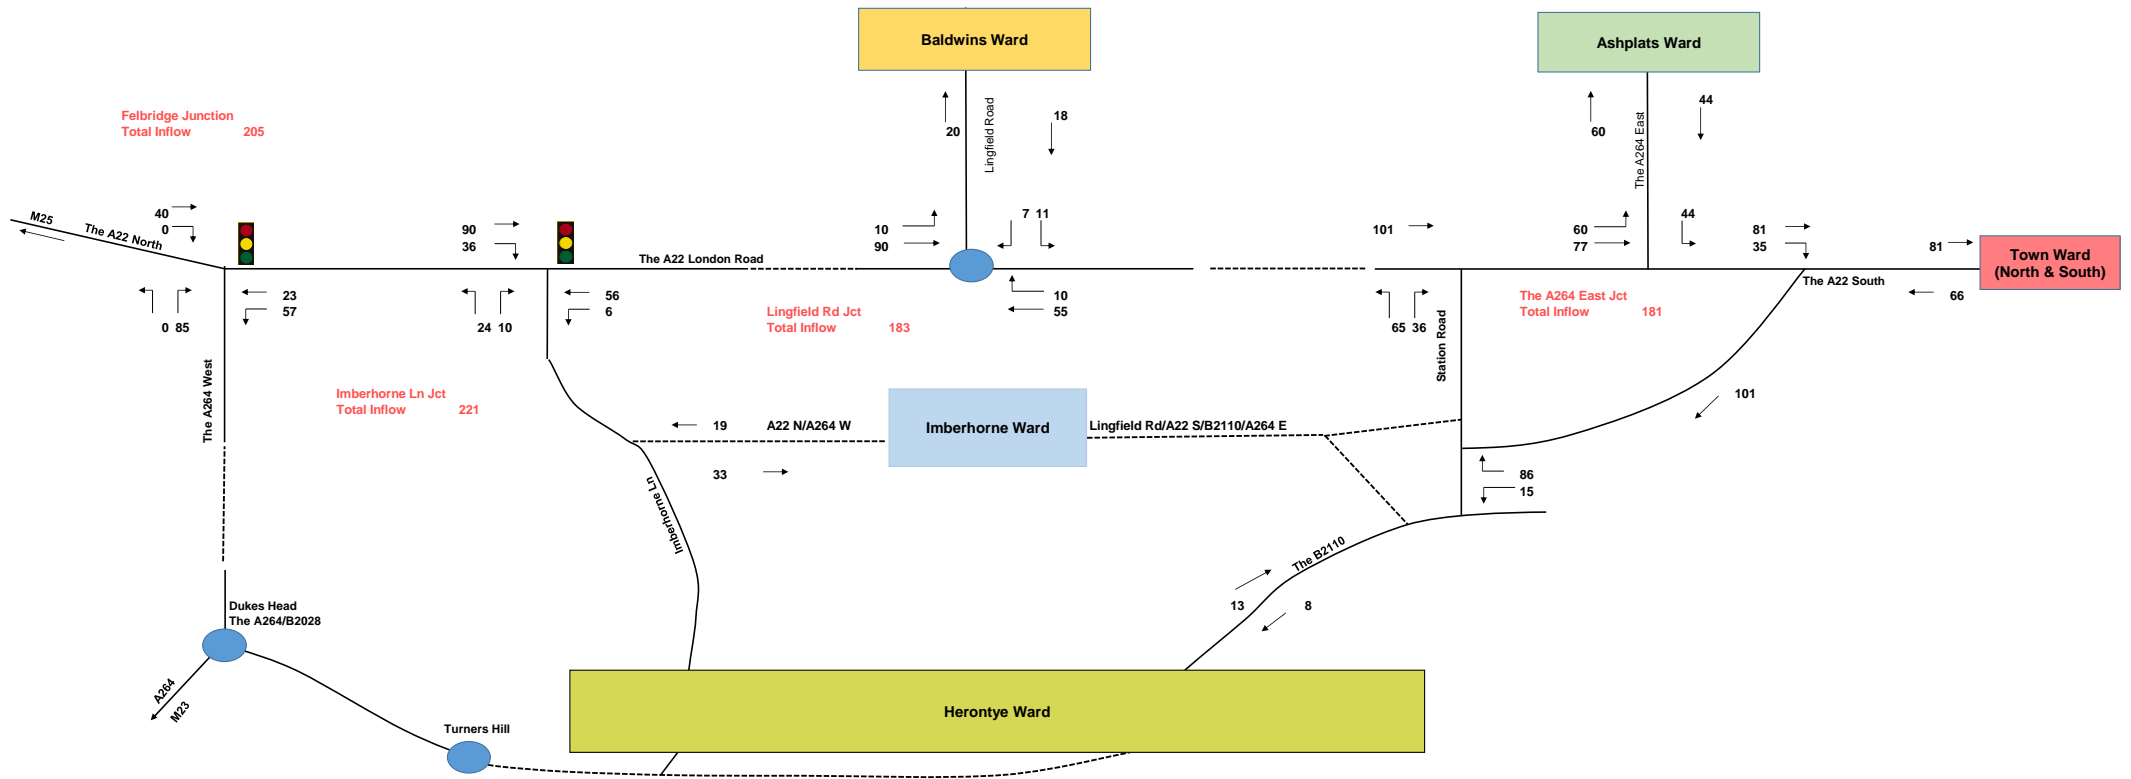 Baldwins Ward
Ashplats Ward
Felbridge Junction
Total Inflow 205
20
18
Lingfield Road
60
44
The A264 East
M25
The A22 North
40
0
90
36
10
90
7 11
101
60
77
44
81
35
81
Town Ward
(North & South)
The A22 London Road
The A22 South
23
57
0 85
24 10
56
6
Lingfield Rd Jct
Total Inflow 183
10
55
65 36
The A264 East Jct
Total Inflow 181
66
The A264 West
Station Road
Imberhorne Ln Jct
Total Inflow 221
101
19
A22 N/A264 W
Imberhorne Ward
Lingfield Rd/A22 S/B2110/A264 E
33
86
15
Imberhorne Ln
The B2110
13
8
Dukes Head
The A264/B2028
A264
M23
Turners Hill
Herontye Ward